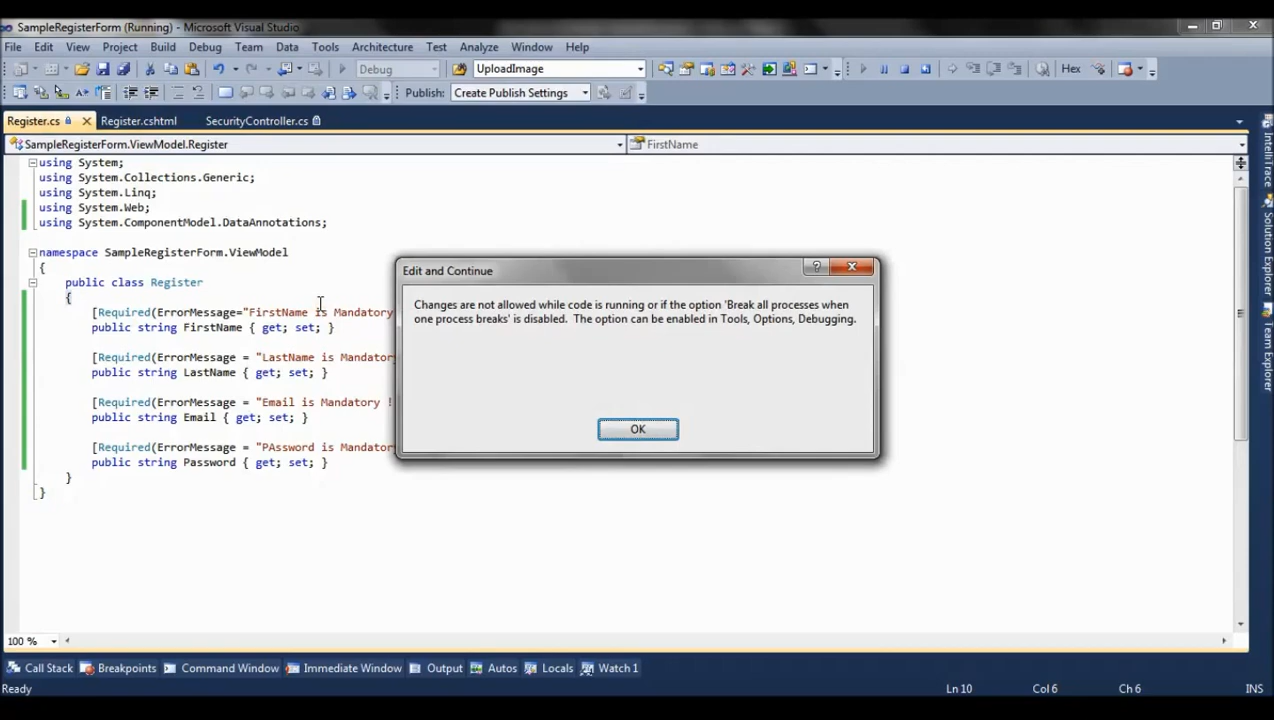 SampleRegisterForm (Running) - Microsoft Visual Studio
File Edit View Project Build Debug Team Data Tools Architecture Test Analyze Window Help
Debug UploadImage Hex
Publish: Create Publish Settings
Register.cs Register.cshtml SecurityController.cs
SampleRegisterForm.ViewModel.Register FirstName
using System;
using System.Collections.Generic;
using System.Linq;
using System.Web;
using System.ComponentModel.DataAnnotations;
namespace SampleRegisterForm.ViewModel
{
public class Register
{
[Required(ErrorMessage="FirstName is Mandatory
public string FirstName { get; set; }
[Required(ErrorMessage = "LastName is Mandatory
public string LastName { get; set; }
[Required(ErrorMessage = "Email is Mandatory !
public string Email { get; set; }
[Required(ErrorMessage = "PAssword is Mandatory
public string Password { get; set; }
}
}
Edit and Continue
Changes are not allowed while code is running or if the option 'Break all processes when
one process breaks' is disabled. The option can be enabled in Tools, Options, Debugging.
OK
IntelliTrace
Solution Explorer
Team Explorer
100 %
Call Stack Breakpoints Command Window Immediate Window Output Autos Locals Watch 1
Ready Ln 10 Col 6 Ch 6 INS